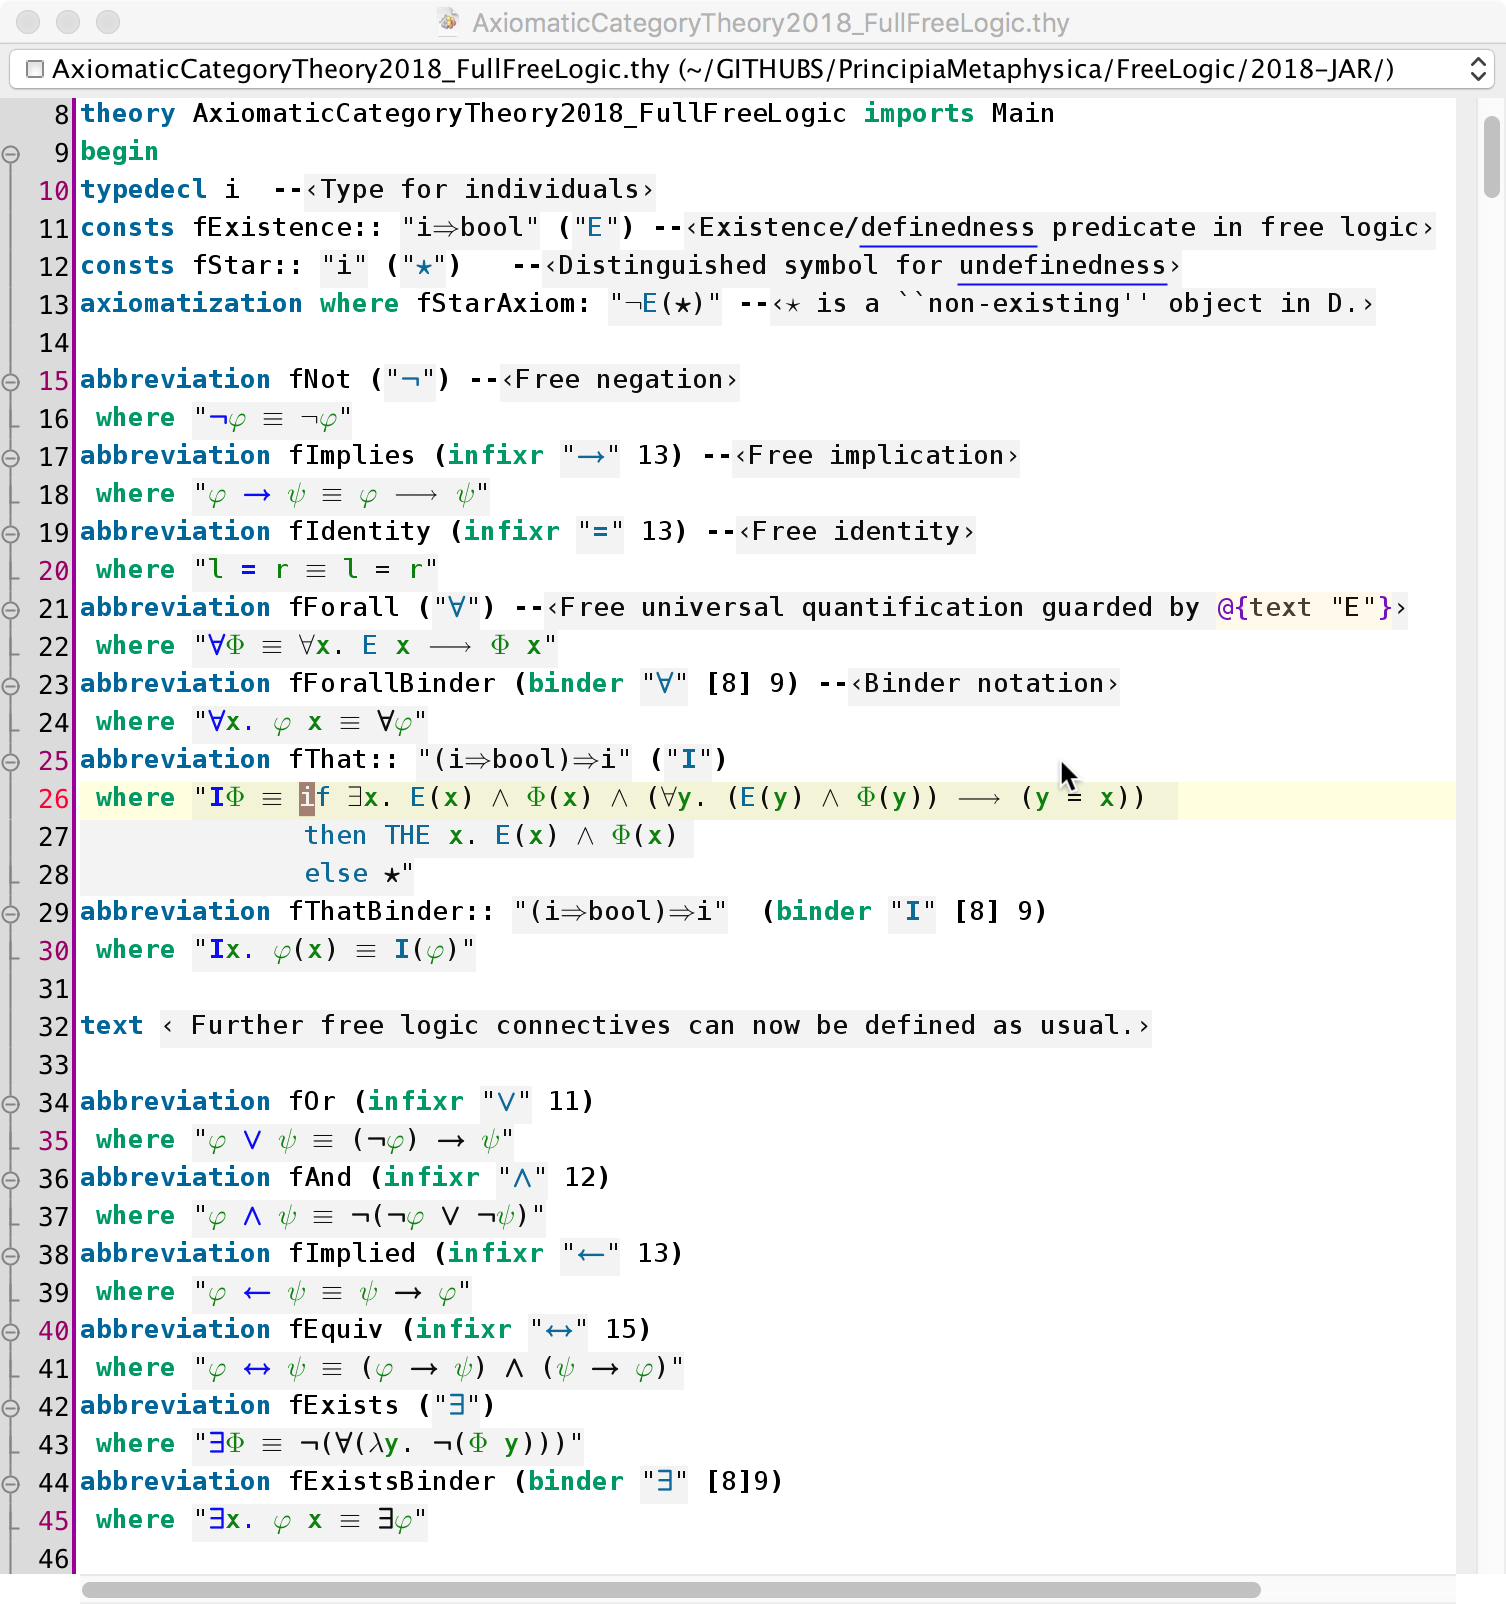 AxiomaticCategoryTheory2018_FullFreeLogic.thy
AxiomaticCategoryTheory2018_FullFreeLogic.thy (~/GITHUBS/PrincipiaMetaphysica/FreeLogic/2018-JAR/)
8 theory AxiomaticCategoryTheory2018_FullFreeLogic imports Main
9 begin
10 typedecl i  --‹Type for individuals›
11 consts fExistence:: "i⇒bool" ("E") --‹Existence/definedness predicate in free logic›
12 consts fStar:: "i" ("⋆")   --‹Distinguished symbol for undefinedness›
13 axiomatization where fStarAxiom: "¬E(⋆)" --‹⋆ is a ``non-existing'' object in D.›
14
15 abbreviation fNot ("¬") --‹Free negation›
16  where "¬φ ≡ ¬φ"
17 abbreviation fImplies (infixr "→" 13) --‹Free implication›
18  where "φ → ψ ≡ φ ⟶ ψ"
19 abbreviation fIdentity (infixr "=" 13) --‹Free identity›
20  where "l = r ≡ l = r"
21 abbreviation fForall ("∀") --‹Free universal quantification guarded by @{text "E"}›
22  where "∀Φ ≡ ∀x. E x ⟶ Φ x"
23 abbreviation fForallBinder (binder "∀" [8] 9) --‹Binder notation›
24  where "∀x. φ x ≡ ∀φ"
25 abbreviation fThat:: "(i⇒bool)⇒i" ("I")
26  where "IΦ ≡ if ∃x. E(x) ∧ Φ(x) ∧ (∀y. (E(y) ∧ Φ(y)) ⟶ (y = x))
27               then THE x. E(x) ∧ Φ(x)
28               else ⋆"
29 abbreviation fThatBinder:: "(i⇒bool)⇒i"  (binder "I" [8] 9)
30  where "Ix. φ(x) ≡ I(φ)"
31
32 text ‹ Further free logic connectives can now be defined as usual.›
33
34 abbreviation fOr (infixr "∨" 11)
35  where "φ ∨ ψ ≡ (¬φ) → ψ"
36 abbreviation fAnd (infixr "∧" 12)
37  where "φ ∧ ψ ≡ ¬(¬φ ∨ ¬ψ)"
38 abbreviation fImplied (infixr "←" 13)
39  where "φ ← ψ ≡ ψ → φ"
40 abbreviation fEquiv (infixr "↔" 15)
41  where "φ ↔ ψ ≡ (φ → ψ) ∧ (ψ → φ)"
42 abbreviation fExists ("∃")
43  where "∃Φ ≡ ¬(∀(λy. ¬(Φ y)))"
44 abbreviation fExistsBinder (binder "∃" [8]9)
45  where "∃x. φ x ≡ ∃φ"
46